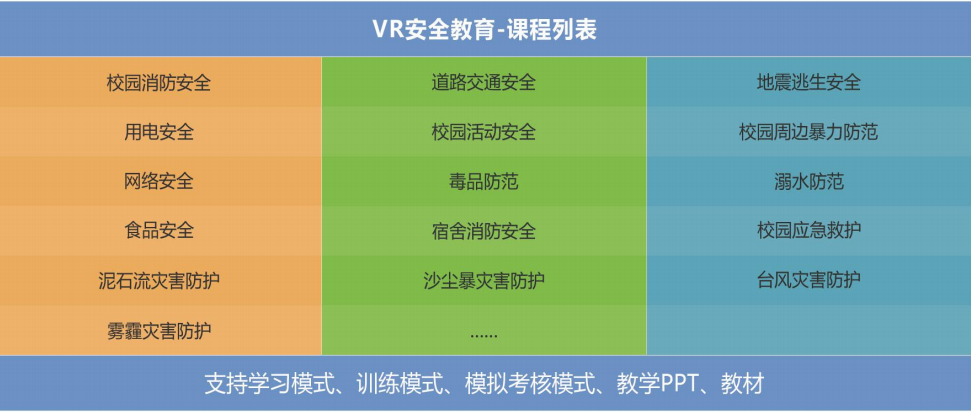 VR安全教育-课程列表
校园消防安全 道路交通安全 地震逃生安全
用电安全 校园活动安全 校园周边暴力防范
网络安全 毒品防范 溺水防范
食品安全 宿舍消防安全 校园应急救护
泥石流灾害防护 沙尘暴灾害防护 台风灾害防护
雾霾灾害防护 ......
支持学习模式、训练模式、模拟考核模式、教学PPT、教材